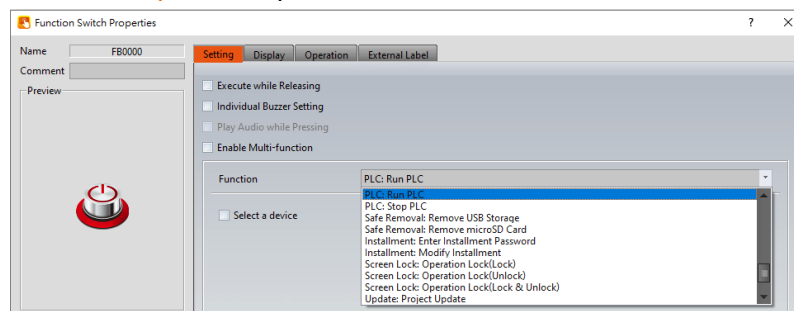 Function Switch Properties
? ×
Name FB0000
Comment
Preview
Setting Display Operation External Label
Execute while Releasing
Individual Buzzer Setting
Play Audio while Pressing
Enable Multi-function
Function PLC: Run PLC
Select a device
PLC: Run PLC
PLC: Stop PLC
Safe Removal: Remove USB Storage
Safe Removal: Remove microSD Card
Installment: Enter Installment Password
Installment: Modify Installment
Screen Lock: Operation Lock(Lock)
Screen Lock: Operation Lock(Unlock)
Screen Lock: Operation Lock(Lock & Unlock)
Update: Project Update